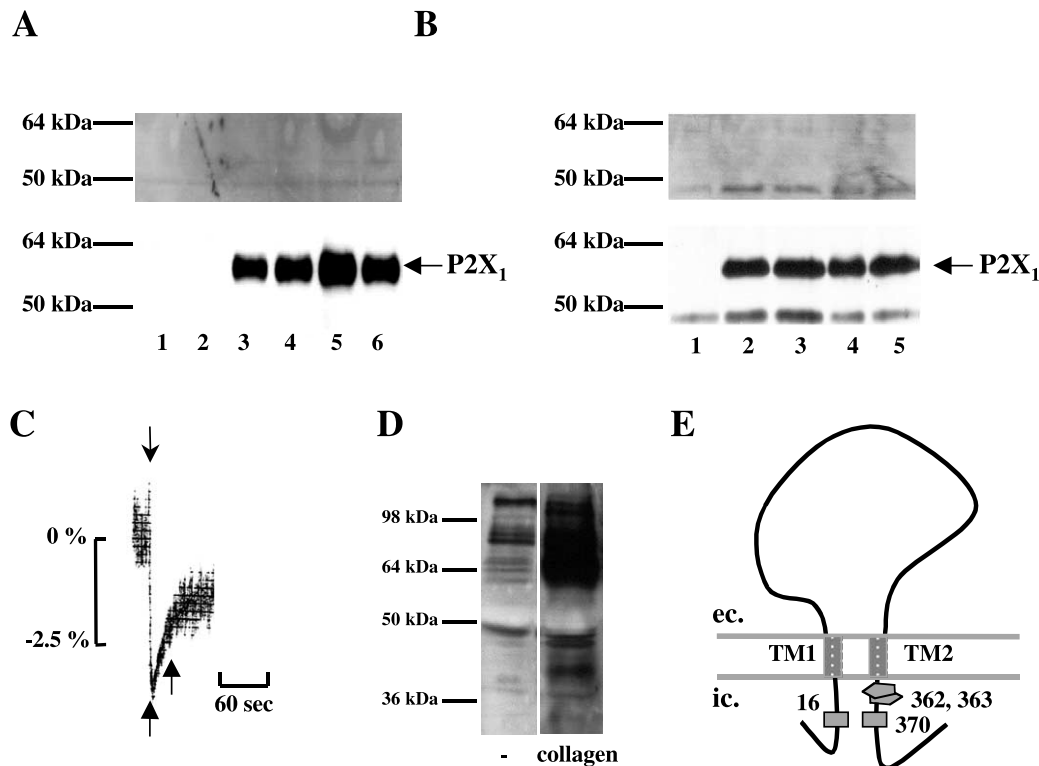 A
64 kDa
50 kDa
64 kDa
P2X1
50 kDa
1 2 3 4 5 6
B
64 kDa
50 kDa
64 kDa
P2X1
50 kDa
1 2 3 4 5
C
0 %
-2.5 %
60 sec
D
98 kDa
64 kDa
50 kDa
36 kDa
- collagen
E
ec.
TM1 TM2
ic.
16 362, 363
370